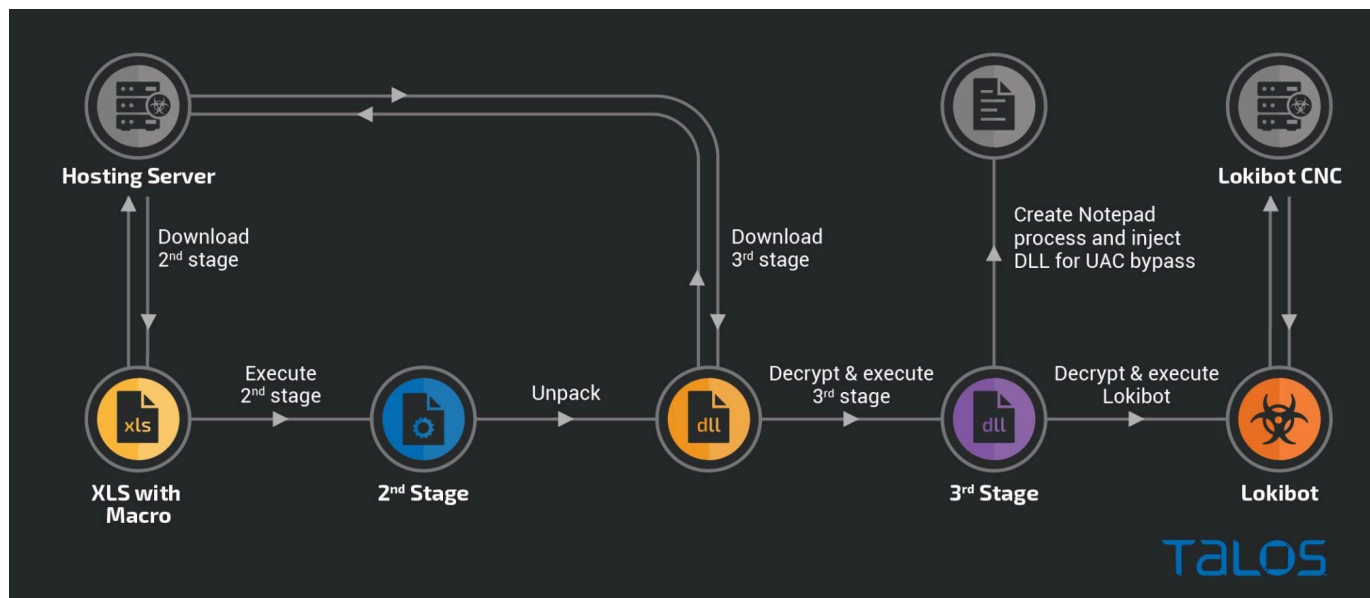 Hosting Server
Lokibot CNC
Download
2nd stage
Download
3rd stage
Create Notepad
process and inject
DLL for UAC bypass
Execute
2nd stage
Unpack
Decrypt & execute
3rd stage
Decrypt & execute
Lokibot
xls
dll
dll
XLS with
Macro
2nd Stage
3rd Stage
Lokibot
TALOS